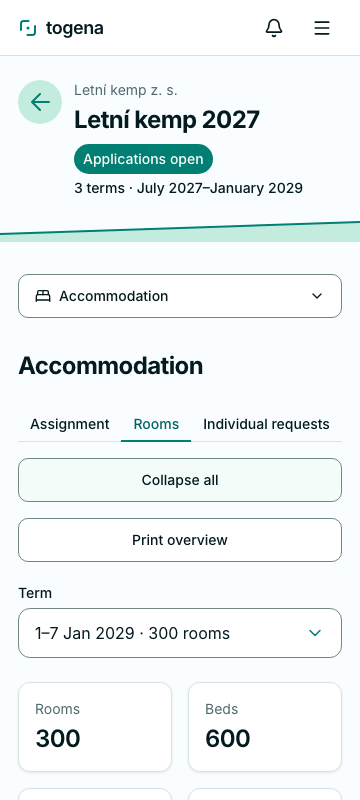 togena
Letní kemp z. s.
Letní kemp 2027
Applications open
3 terms · July 2027–January 2029
Accommodation
Accommodation
Assignment
Rooms
Individual requests
Collapse all
Print overview
Term
1–7 Jan 2029 · 300 rooms
Rooms
Beds
300
600